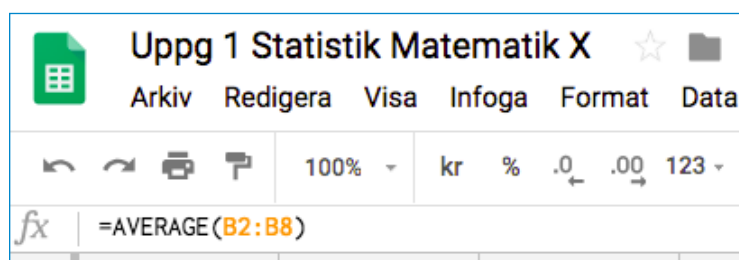 Uppg 1 Statistik Matematik X
Arkiv Redigera Visa Infoga Format Data
100% kr % .0 .00 123
fx =AVERAGE(B2:B8)